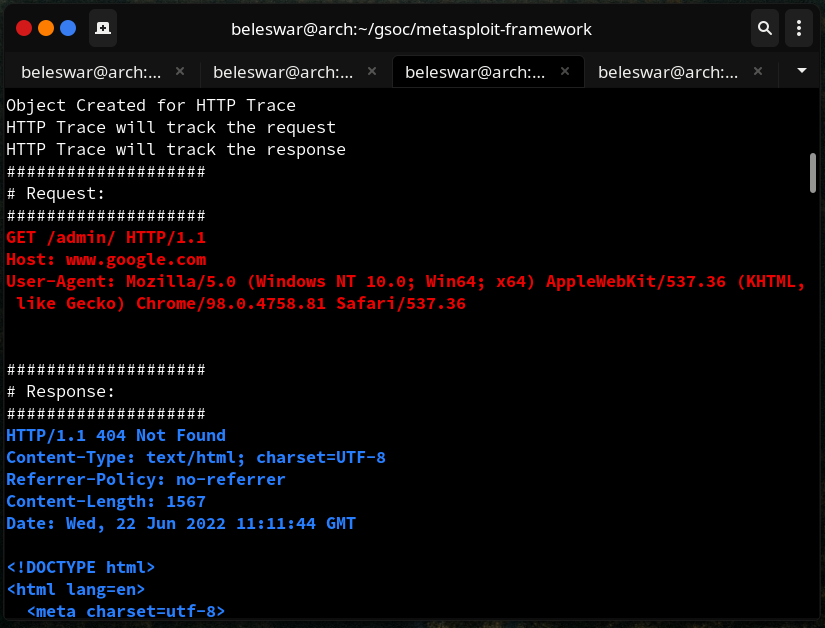 beleswar@arch:~/gsoc/metasploit-framework
beleswar@arch:... × beleswar@arch:... × beleswar@arch:... × beleswar@arch:... ×
Object Created for HTTP Trace
HTTP Trace will track the request
HTTP Trace will track the response
####################
# Request:
####################
GET /admin/ HTTP/1.1
Host: www.google.com
User-Agent: Mozilla/5.0 (Windows NT 10.0; Win64; x64) AppleWebKit/537.36 (KHTML,
 like Gecko) Chrome/98.0.4758.81 Safari/537.36
####################
# Response:
####################
HTTP/1.1 404 Not Found
Content-Type: text/html; charset=UTF-8
Referrer-Policy: no-referrer
Content-Length: 1567
Date: Wed, 22 Jun 2022 11:11:44 GMT
<!DOCTYPE html>
<html lang=en>
  <meta charset=utf-8>